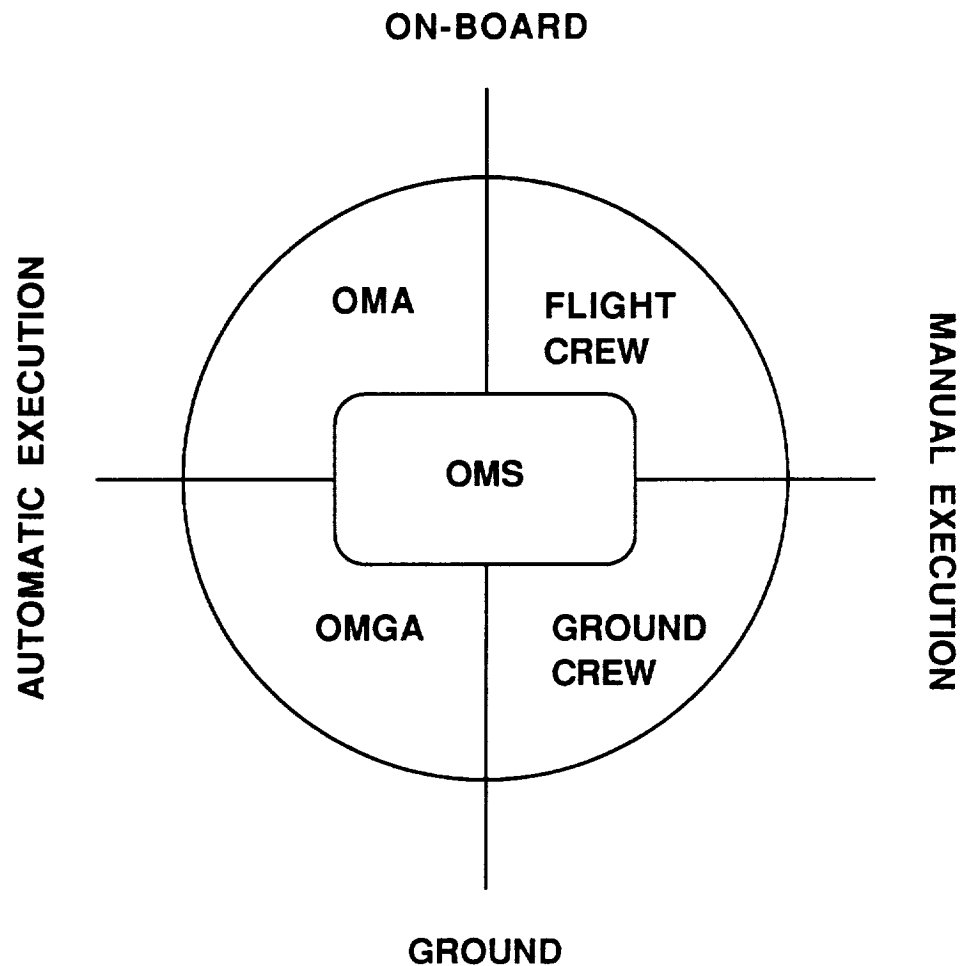 ON-BOARD
AUTOMATIC EXECUTION
OMA
FLIGHT
CREW
OMS
OMGA
GROUND
CREW
MANUAL EXECUTION
GROUND